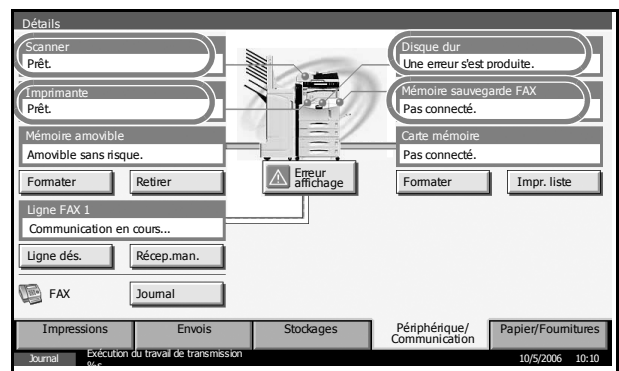 Détails
Scanner
Prêt.
Imprimante
Prêt.
Mémoire amovible
Amovible sans risque.
Formater
Retirer
Ligne FAX 1
Communication en cours...
Ligne dés.
Récep.man.
FAX
Journal
Erreur
affichage
Disque dur
Une erreur s'est produite.
Mémoire sauvegarde FAX
Pas connecté.
Carte mémoire
Pas connecté.
Formater
Impr. liste
Impressions
Envois
Stockages
Périphérique/
Communication
Papier/Fournitures
Journal
Exécution du travail de transmission
%s
10/5/2006 10:10